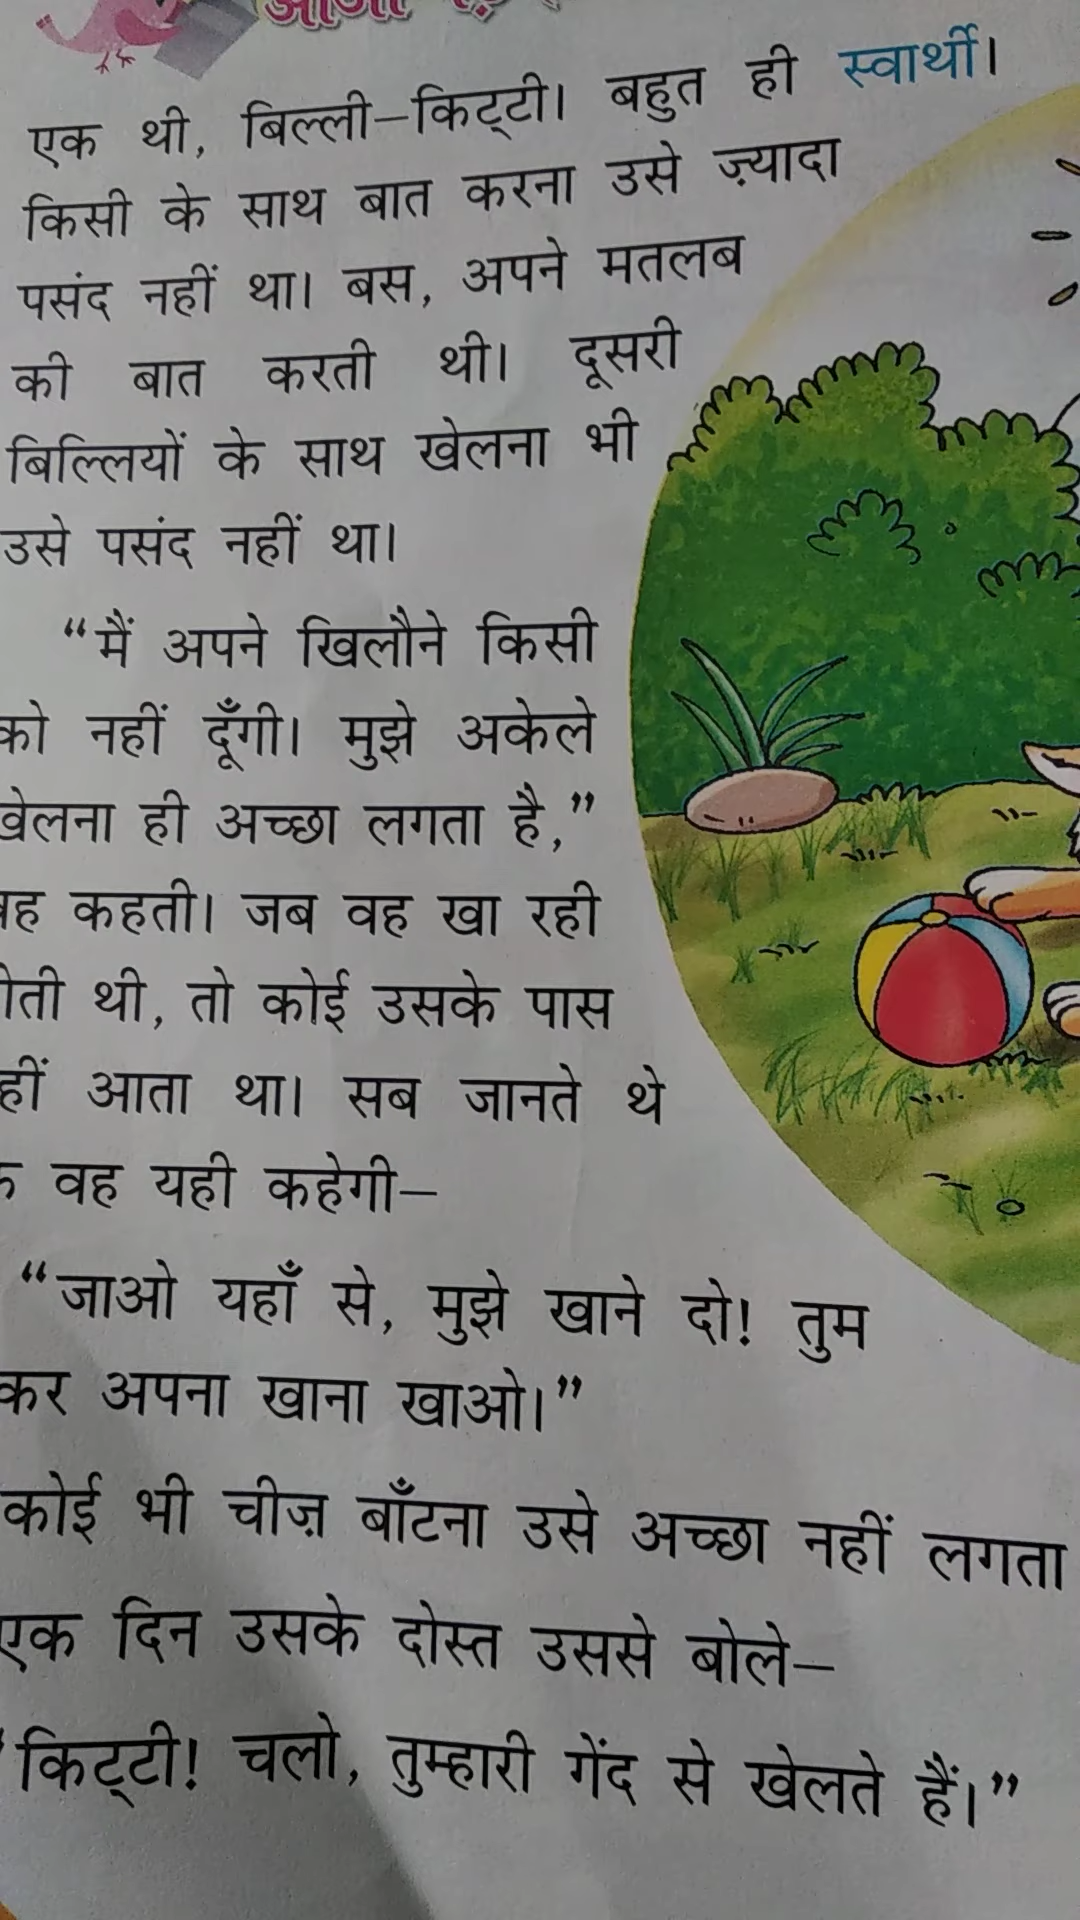 एक थी, बिल्ली–किट्टी। बहुत ही स्वार्थी।
किसी के साथ बात करना उसे ज़्यादा
पसंद नहीं था। बस, अपने मतलब
की बात करती थी। दूसरी
बिल्लियों के साथ खेलना भी
उसे पसंद नहीं था।
“मैं अपने खिलौने किसी
को नहीं दूँगी। मुझे अकेले
खेलना ही अच्छा लगता है,”
वह कहती। जब वह खा रही
होती थी, तो कोई उसके पास
नहीं आता था। सब जानते थे
वह यही कहेगी–
“जाओ यहाँ से, मुझे खाने दो! तुम
कर अपना खाना खाओ।”
कोई भी चीज़ बाँटना उसे अच्छा नहीं लगता
एक दिन उसके दोस्त उससे बोले–
“किट्टी! चलो, तुम्हारी गेंद से खेलते हैं।”